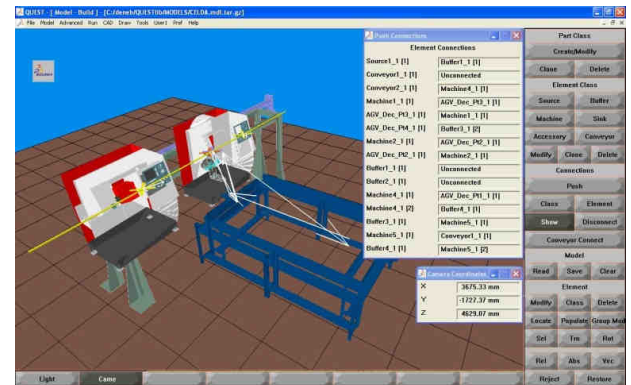 QUEST - [ Model - Build ] - [C:/dereeb/QUESTlib/MODELS/CELDA.mdl.tar.gz]
File Model Advanced Run CAD Draw Tools User1 Pref Help
Push Connections
Element Connections
Source1_1 [1] Buffer1_1 [1]
Conveyor1_1 [1] Unconnected
Conveyor2_1 [1] Machine4_1 [1]
Machine1_1 [1] AGV_Dec_Pt3_1 [1]
AGV_Dec_Pt3_1 [1] Machine1_1 [1]
AGV_Dec_Pt4_1 [1] Buffer3_1 [2]
Machine2_1 [1] AGV_Dec_Pt2_1 [1]
AGV_Dec_Pt2_1 [1] Machine2_1 [1]
Buffer1_1 [1] Unconnected
Buffer2_1 [1] Unconnected
Machine4_1 [1] AGV_Dec_Pt1_1 [1]
Machine4_1 [2] Buffer4_1 [1]
Buffer3_1 [1] Machine5_1 [1]
Machine5_1 [1] Conveyor1_1 [1]
Buffer4_1 [1] Machine5_1 [2]
Camera Coordinates
X 3675.33 mm
Y -1727.37 mm
Z 4629.07 mm
Part Class
Create/Modify
Clone Delete
Element Class
Source Buffer
Machine Sink
Accessory Conveyor
Modify Clone Delete
Connections
Push
Class Element
Show Disconnect
Conveyor Connect
Model
Read Save Clear
Element
Modify Class Delete
Locate Populate Group Mod
Sel Trn Rot
Rel Abs Vec
Reject Restore
Light Came